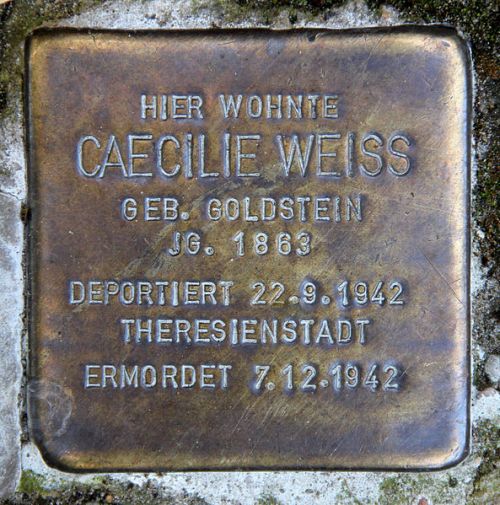 HIER WOHNTE
CAECILIE WEISS
GEB. GOLDSTEIN
JG. 1863
DEPORTIERT 22.9.1942
THERESIENSTADT
ERMORDET 7.12.1942